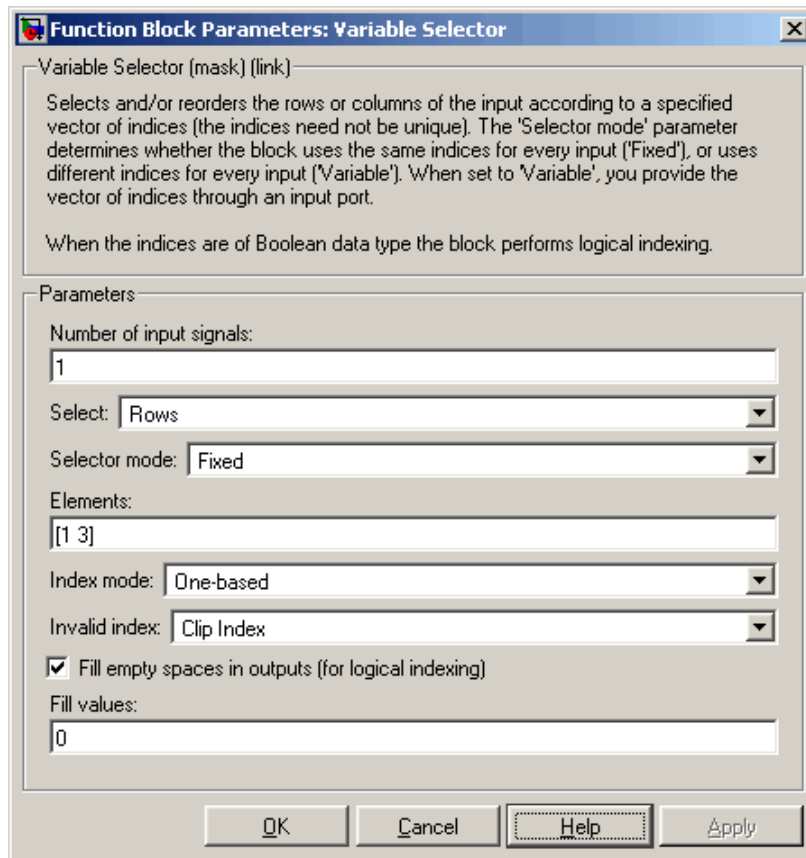 Function Block Parameters: Variable Selector
Variable Selector (mask) (link)
Selects and/or reorders the rows or columns of the input according to a specified
vector of indices (the indices need not be unique). The 'Selector mode' parameter
determines whether the block uses the same indices for every input ('Fixed'), or uses
different indices for every input ('Variable'). When set to 'Variable', you provide the
vector of indices through an input port.
When the indices are of Boolean data type the block performs logical indexing.
Parameters
Number of input signals:
1
Select: Rows
Selector mode: Fixed
Elements:
[1 3]
Index mode: One-based
Invalid index: Clip Index
Fill empty spaces in outputs (for logical indexing)
Fill values:
0
OK Cancel Help Apply